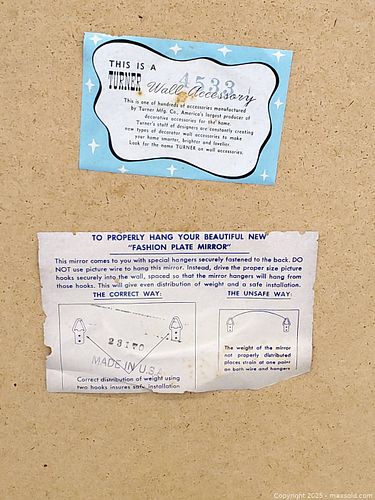 THIS IS A
TURNER Wall Accessory
4533
This is one of hundreds of accessories manufactured
by Turner Mfg. Co., America's largest producer of
decorative accessories for the home.
Turner's staff of designers are constantly creating
new types of decorator wall accessories to make
your home smarter, brighter and lovelier.
Look for the name TURNER on wall accessories.
TO PROPERLY HANG YOUR BEAUTIFUL NEW
"FASHION PLATE MIRROR"
This mirror comes to you with special hangers securely fastened to the back. DO
NOT use picture wire to hang this mirror. Instead, drive the proper size picture
hooks securely into the wall, spaced so that the mirror hangers will hang from
those hooks. This will give even distribution of weight and a safe installation.
THE CORRECT WAY:
23170
MADE IN U.S.A.
Correct distribution of weight using
two hooks insures safe installation
THE UNSAFE WAY:
The weight of the mirror
not properly distributed
places strain at one point
on both wire and hangers
Copyright 2025 - maxsold.com